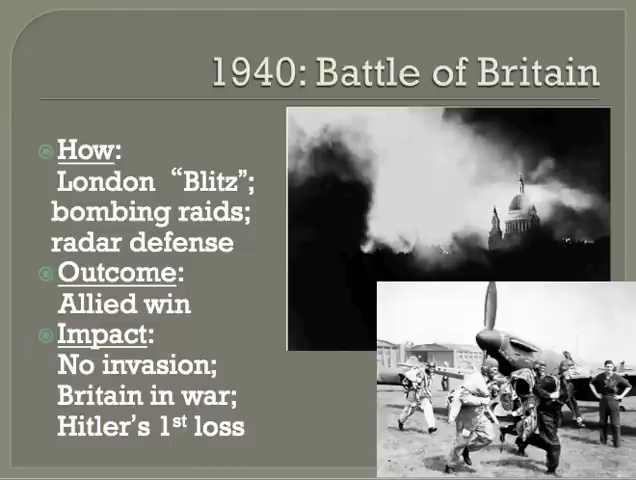 1940: Battle of Britain
How:
London “Blitz”;
bombing raids;
radar defense
Outcome:
Allied win
Impact:
No invasion;
Britain in war;
Hitler’s 1st loss